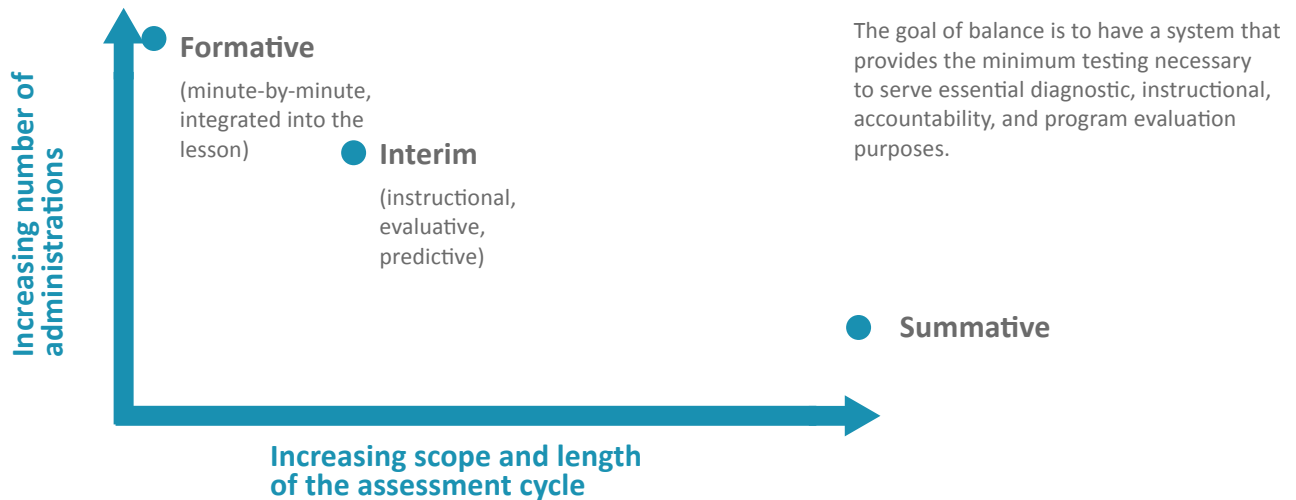 Increasing number of
administrations
Formative
(minute-by-minute,
integrated into the
lesson)
Interim
(instructional,
evaluative,
predictive)
The goal of balance is to have a system that
provides the minimum testing necessary
to serve essential diagnostic, instructional,
accountability, and program evaluation
purposes.
Summative
Increasing scope and length
of the assessment cycle